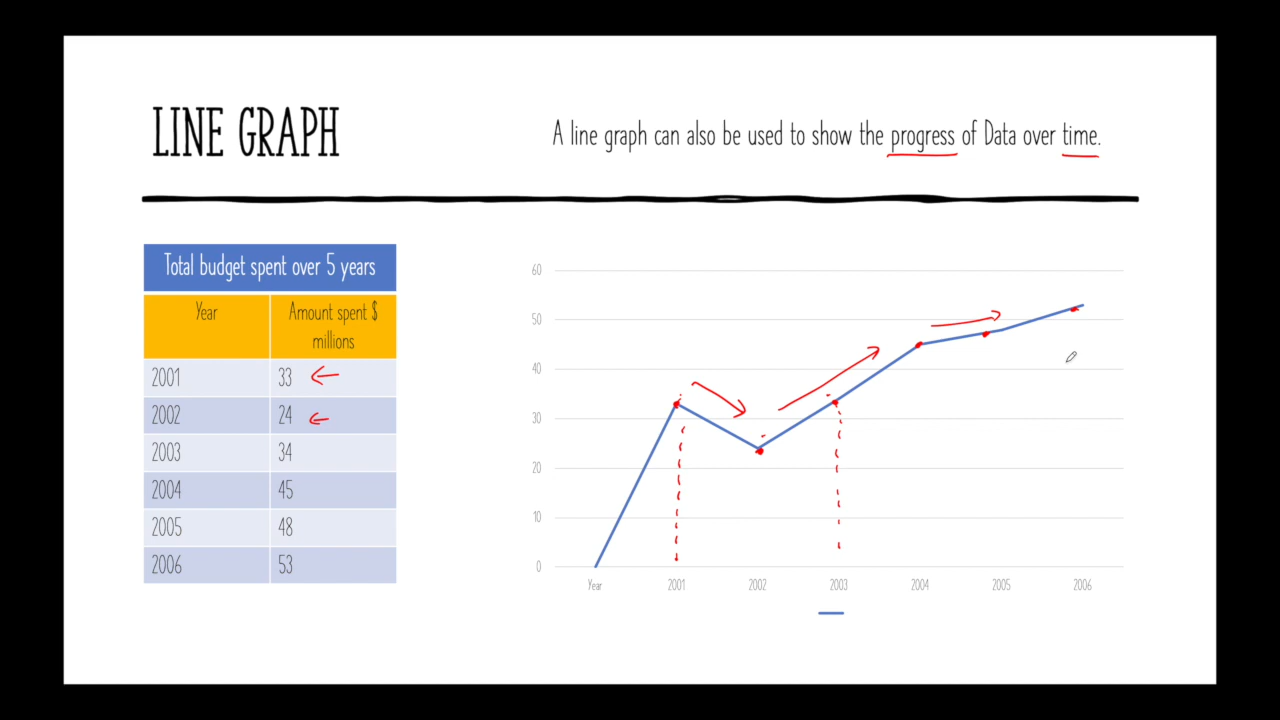 LINE GRAPH
A line graph can also be used to show the progress of Data over time.
Total budget spent over 5 years
Year
Amount spent $
millions
2001 33
2002 24
2003 34
2004 45
2005 48
2006 53
60
50
40
30
20
10
0
Year 2001 2002 2003 2004 2005 2006